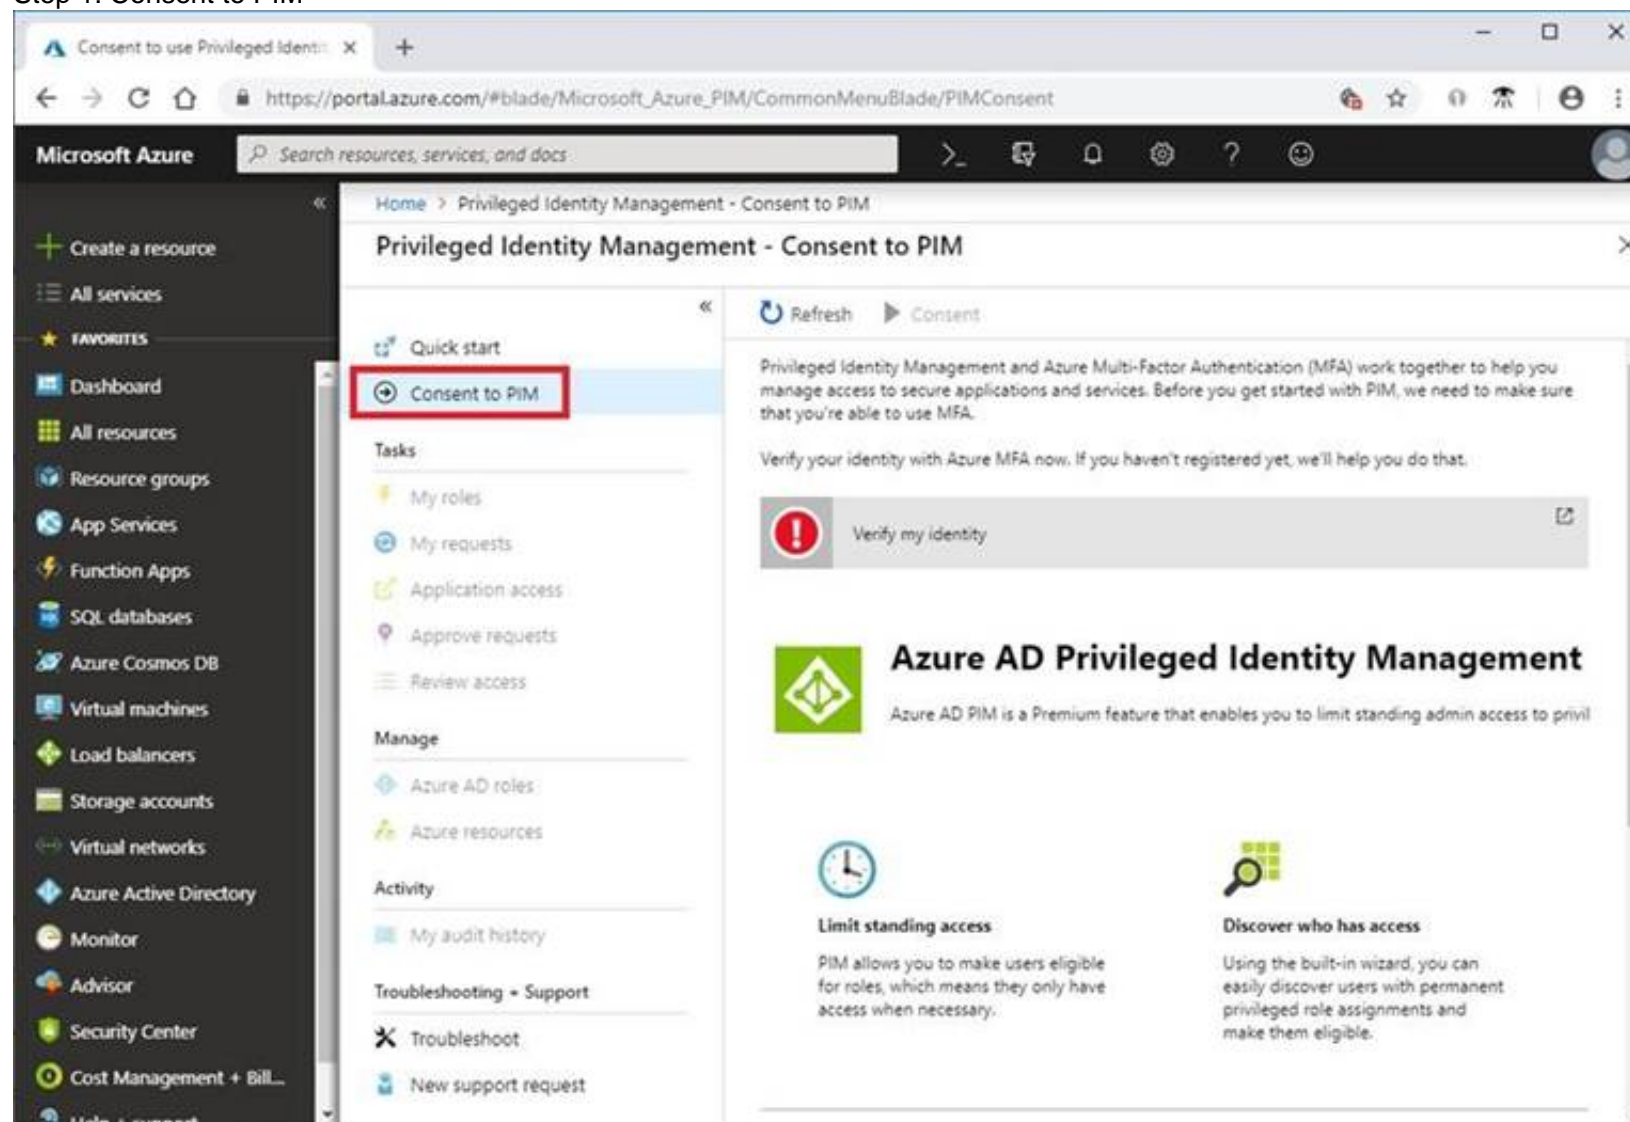 Step 1: Consent to PIM
Consent to use Privileged Identi
https://portal.azure.com/#blade/Microsoft_Azure_PIM/CommonMenuBlade/PIMConsent
Microsoft Azure
Search resources, services, and docs
Home > Privileged Identity Management - Consent to PIM
Privileged Identity Management - Consent to PIM
Create a resource
All services
FAVORITES
Dashboard
All resources
Resource groups
App Services
Function Apps
SQL databases
Azure Cosmos DB
Virtual machines
Load balancers
Storage accounts
Virtual networks
Azure Active Directory
Monitor
Advisor
Security Center
Cost Management + Bill...
Help + support
Quick start
Consent to PIM
Tasks
My roles
My requests
Application access
Approve requests
Review access
Manage
Azure AD roles
Azure resources
Activity
My audit history
Troubleshooting + Support
Troubleshoot
New support request
Refresh
Consent
Privileged Identity Management and Azure Multi-Factor Authentication (MFA) work together to help you
manage access to secure applications and services. Before you get started with PIM, we need to make sure
that you're able to use MFA.
Verify your identity with Azure MFA now. If you haven't registered yet, we'll help you do that.
Verify my identity
Azure AD Privileged Identity Management
Azure AD PIM is a Premium feature that enables you to limit standing admin access to privil
Limit standing access
PIM allows you to make users eligible
for roles, which means they only have
access when necessary.
Discover who has access
Using the built-in wizard, you can
easily discover users with permanent
privileged role assignments and
make them eligible.